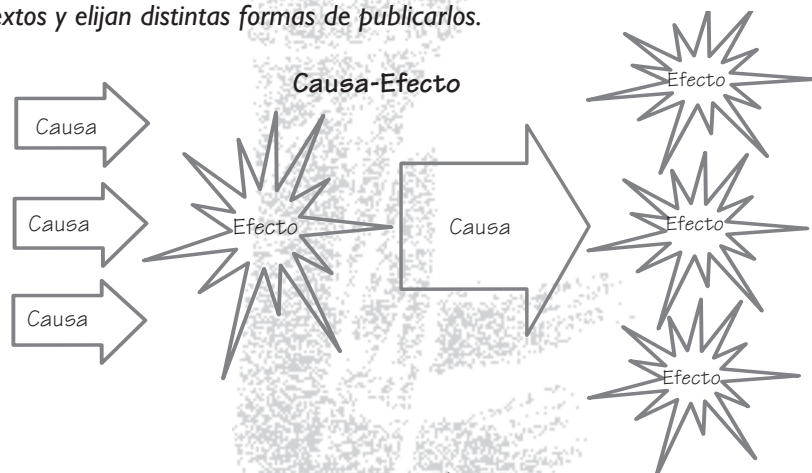 extos y elijan distintas formas de publicarlos.
Causa-Efecto
Causa
Causa
Causa
Efecto
Causa
Efecto
Efecto
Efecto